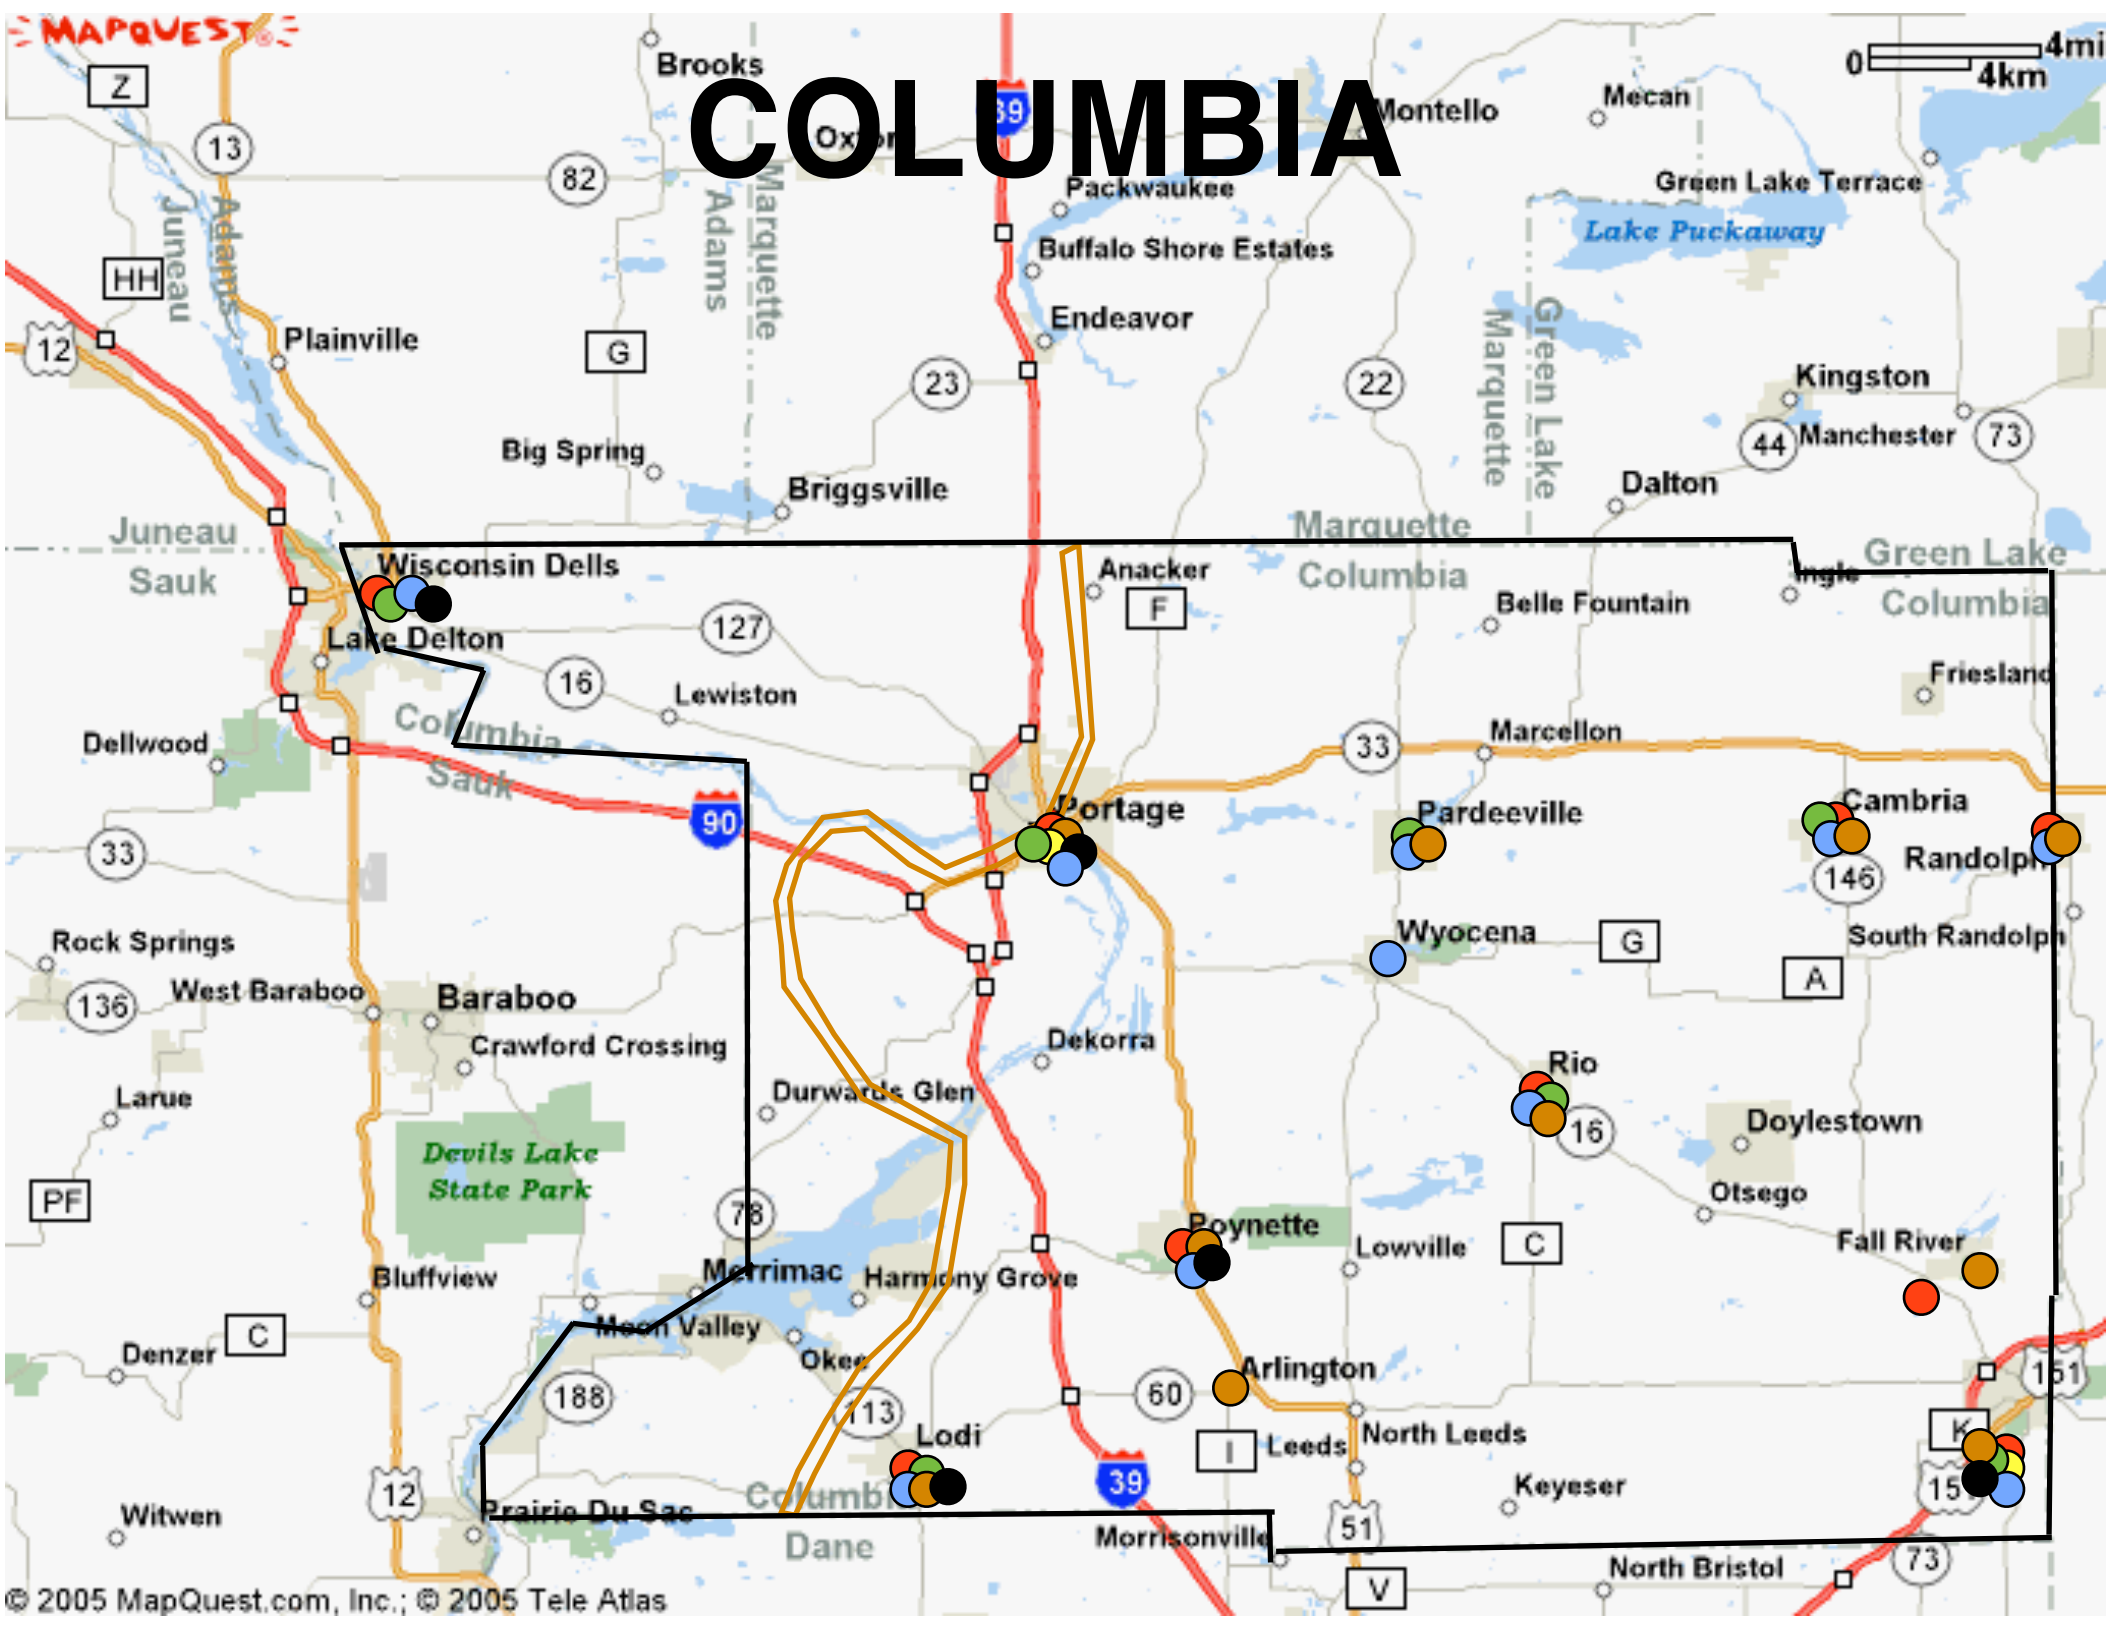 MAPQUEST®
Brooks
0
4mi
4km
Z
COLUMBIA
39
Montello
Mecan
13
Oxford
82
Packwaukee
Green Lake Terrace
Juneau
Adams
Adams
Marquette
Lake Puckaway
Buffalo Shore Estates
HH
Endeavor
Plainville
12
G
23
22
Marquette
Green Lake
Kingston
44
Manchester
73
Big Spring
Briggsville
Dalton
Juneau
Sauk
Marquette
Columbia
Green Lake
Columbia
Wisconsin Dells
Anacker
F
Ingle
Belle Fountain
127
Lake Delton
16
Lewiston
Friesland
Columbia
Sauk
Dellwood
33
Marcellon
90
Portage
Pardeeville
Cambria
33
Randolph
146
Rock Springs
Wyocena
G
South Randolph
A
136
West Baraboo
Baraboo
Crawford Crossing
Dekorra
Rio
Larue
Durwards Glen
16
Doylestown
Devils Lake
State Park
PF
78
Otsego
Poynette
Lowville
C
Fall River
Bluffview
Merrimac
Harmony Grove
C
Moon Valley
Denzer
Okee
Arlington
151
188
113
60
Lodi
I
Leeds
North Leeds
K
12
Columbia
Dane
39
Keyeser
151
Witwen
Prairie Du Sac
Morrisonville
51
North Bristol
73
V
© 2005 MapQuest.com, Inc.; © 2005 Tele Atlas